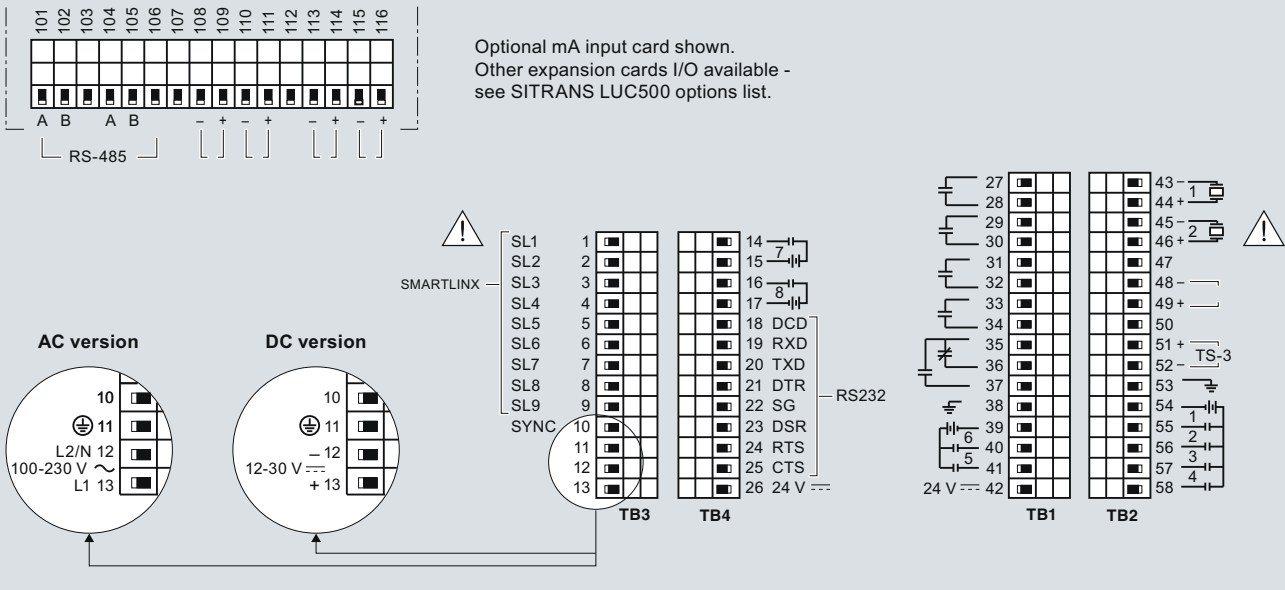 101 102 103 104 105 106 107 108 109 110 111 112 113 114 115 116
A B A B – + – + – + – +
RS-485
Optional mA input card shown.
Other expansion cards I/O available -
see SITRANS LUC500 options list.
AC version
10
11
L2/N 12
100-230 V
L1 13
DC version
10
11
– 12
12-30 V
+ 13
SMARTLINX
SL1 1
SL2 2
SL3 3
SL4 4
SL5 5
SL6 6
SL7 7
SL8 8
SL9 9
SYNC 10
11
12
13
TB3
14
7
15
16
8
17
18 DCD
19 RXD
20 TXD
21 DTR
22 SG
23 DSR
24 RTS
25 CTS
26 24 V
RS232
TB4
27
28
29
30
31
32
33
34
35
36
37
38
39
6
40
5
41
24 V 42
TB1
43 –
1
44 +
45 –
2
46 +
47
48 –
49 +
50
51 +
TS-3
52 –
53
54
1
55
2
56
3
57
4
58
TB2